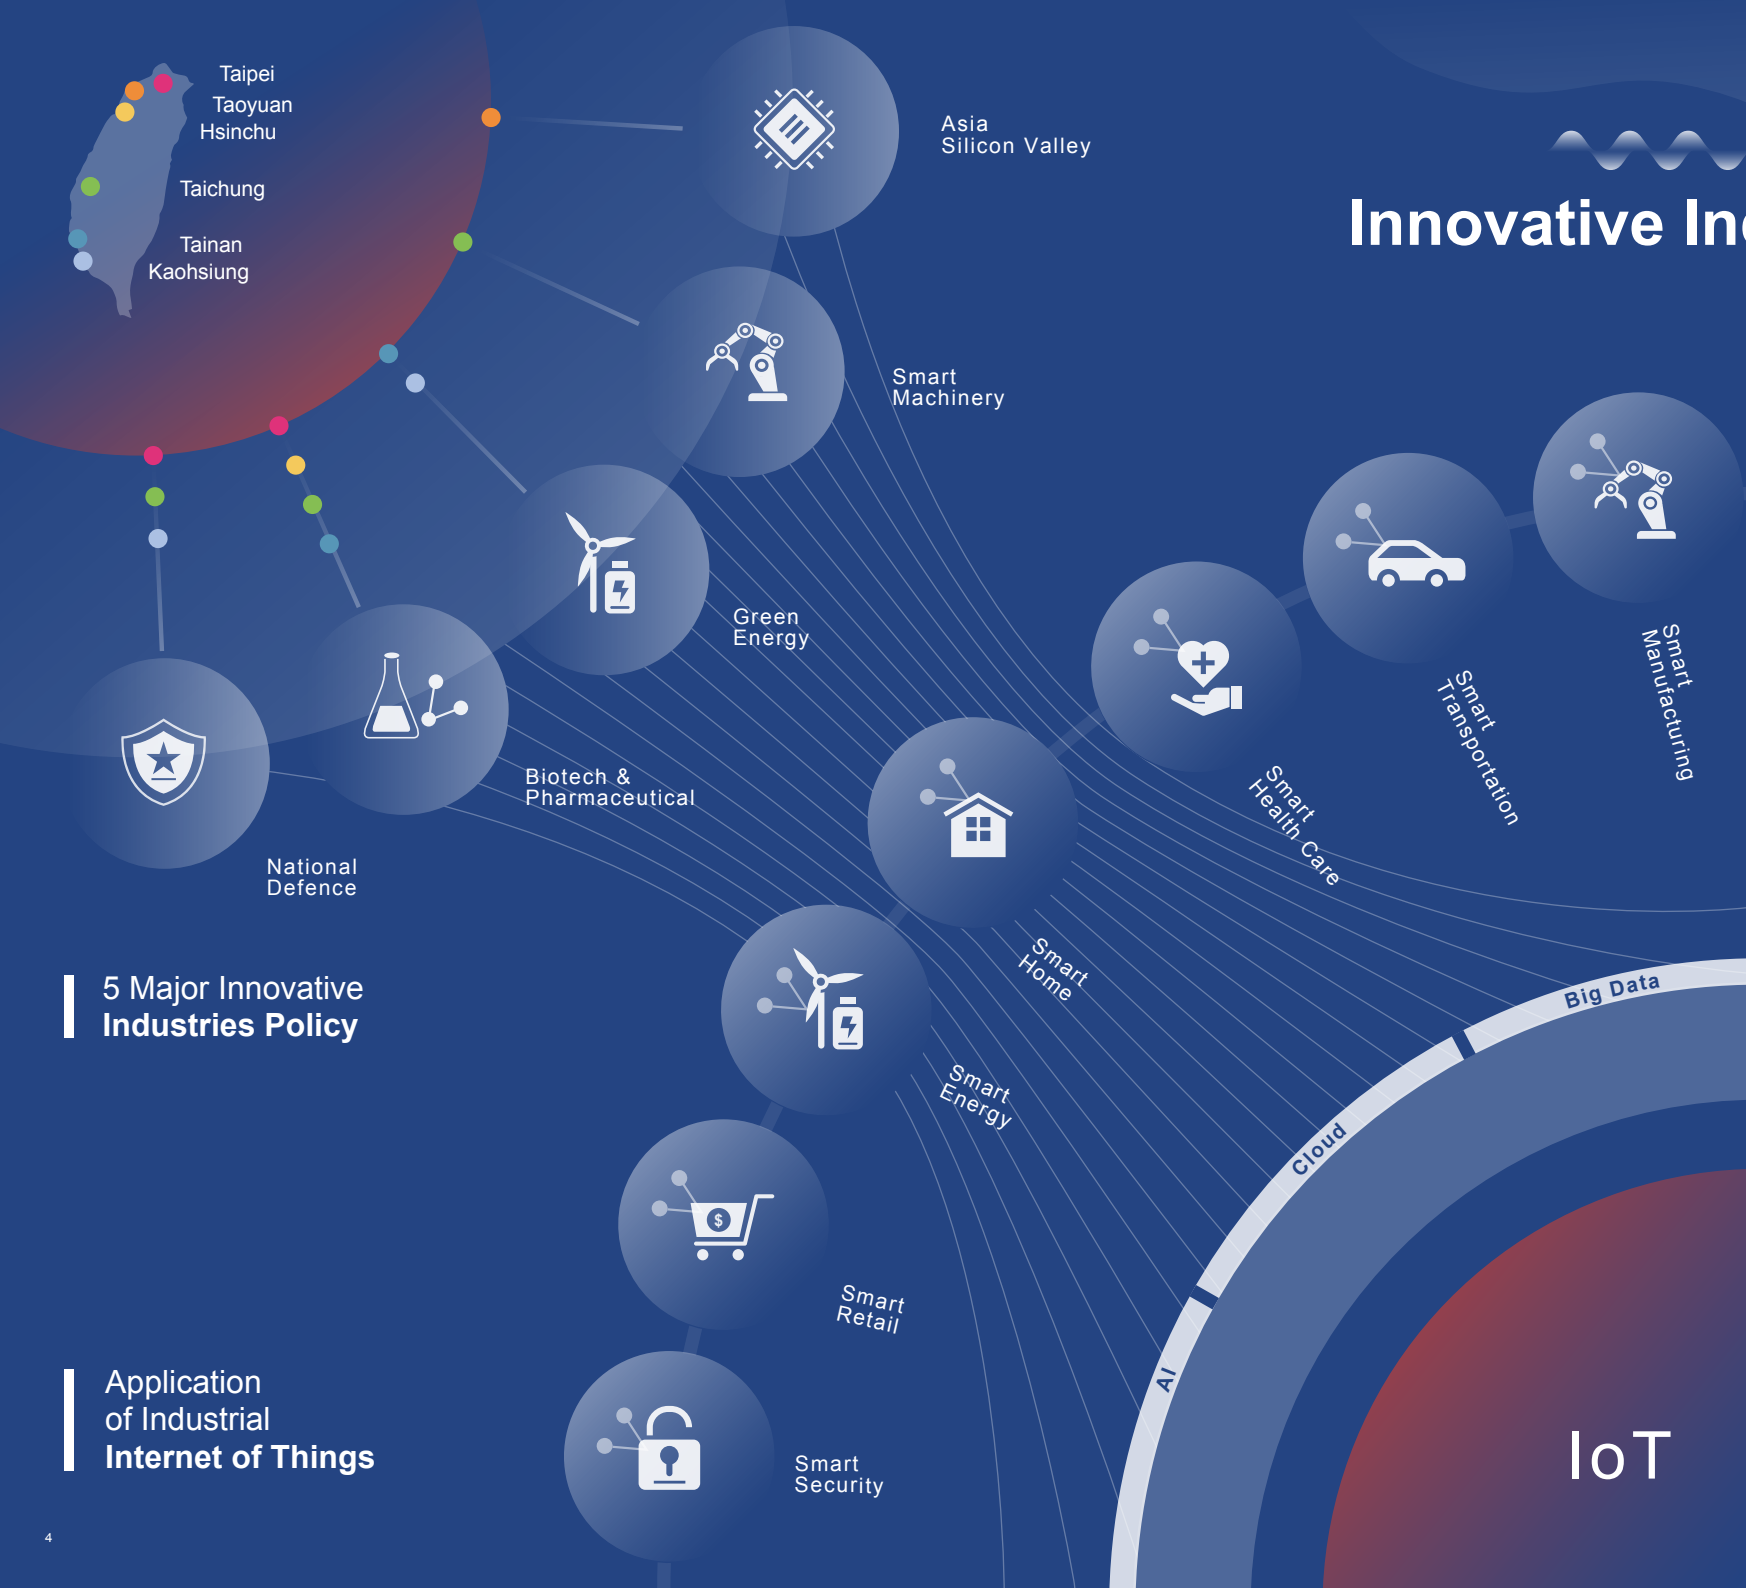 Taipei
Taoyuan
Hsinchu
Taichung
Tainan
Kaohsiung
Asia
Silicon Valley
Innovative In
Smart
Machinery
Green
Energy
Biotech &
Pharmaceutical
National
Defence
5 Major Innovative
Industries Policy
Smart
Manufacturing
Smart
Transportation
Smart
Health Care
Smart
Home
Smart
Energy
$
Smart
Retail
Smart
Security
Big Data
Cloud
AI
IoT
Application
of Industrial
Internet of Things
4